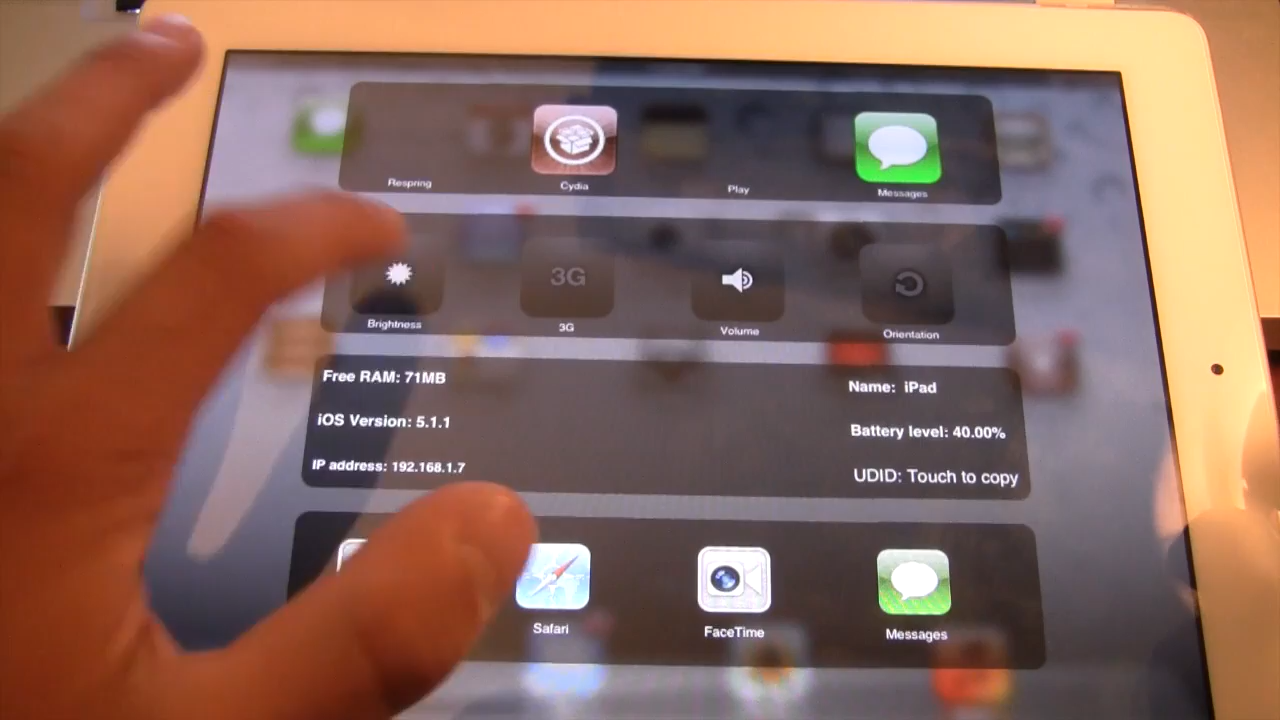 Respring
Cydia
Play
Messages
3G
Brightness
3G
Volume
Orientation
Free RAM: 71MB
Name: iPad
iOS Version: 5.1.1
Battery level: 40.00%
IP address: 192.168.1.7
UDID: Touch to copy
Safari
FaceTime
Messages